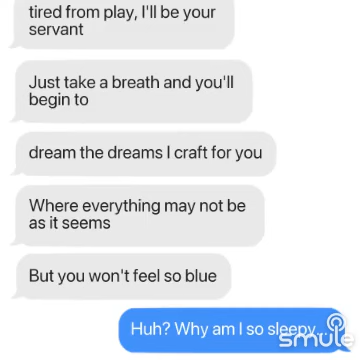 tired from play, I'll be your
servant
Just take a breath and you'll
begin to
dream the dreams I craft for you
Where everything may not be
as it seems
But you won't feel so blue
Huh? Why am I so sleepy...
smule